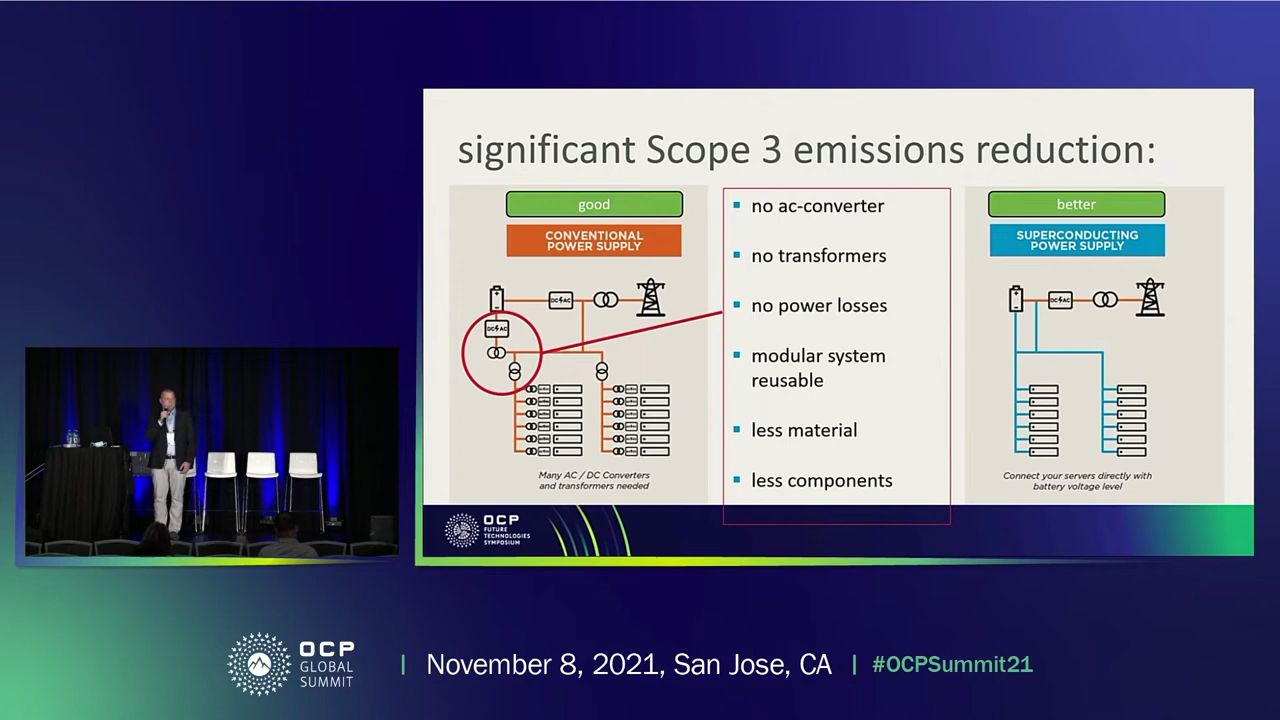 significant Scope 3 emissions reduction:
good
CONVENTIONAL
POWER SUPPLY
DC AC
DC AC
Many AC / DC Converters
and transformers needed
no ac-converter
no transformers
no power losses
modular system
reusable
less material
less components
better
SUPERCONDUCTING
POWER SUPPLY
DC AC
Connect your servers directly with
battery voltage level
OCP
FUTURE
TECHNOLOGIES
SYMPOSIUM
OCP
GLOBAL
SUMMIT
| November 8, 2021, San Jose, CA | #OCPSummit21